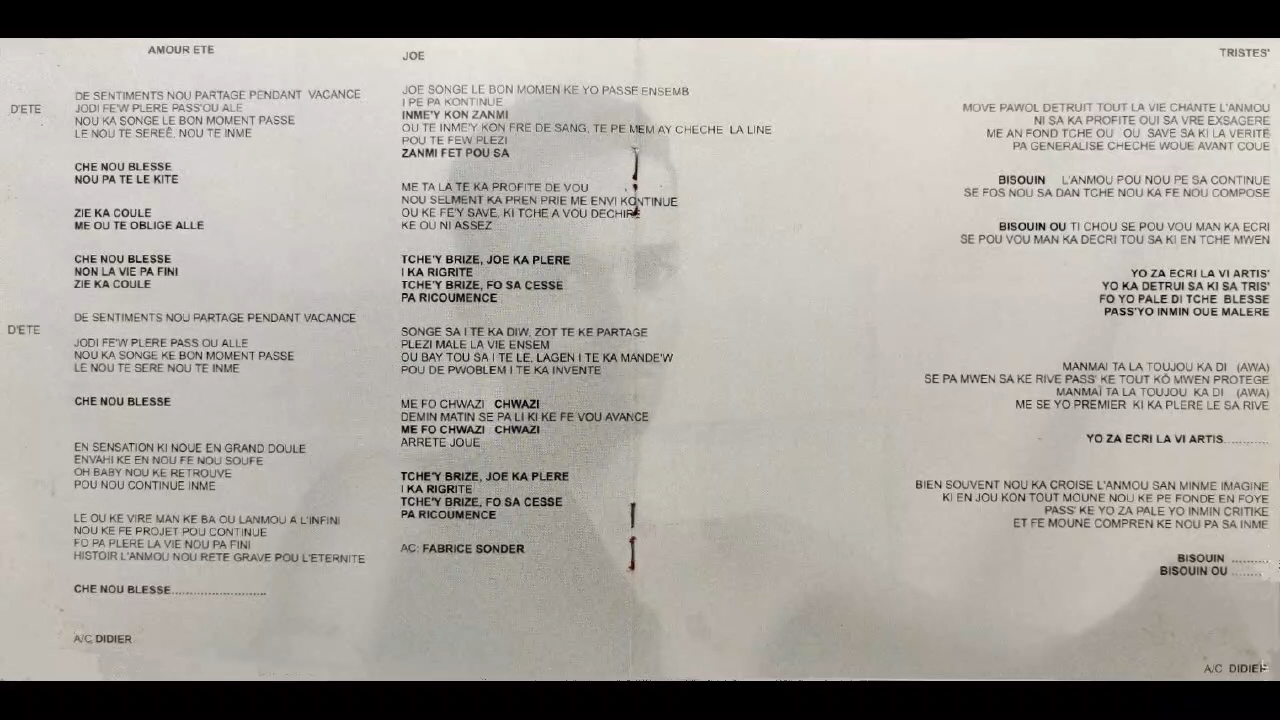 AMOUR ETE
D'ETE
DE SENTIMENTS NOU PARTAGE PENDANT VACANCE
JODI FE'W PLERE PASS'OU ALE
NOU KA SONGE LE BON MOMENT PASSE
LE NOU TE SEREÊ, NOU TE INME
CHE NOU BLESSE
NOU PA TE LE KITE
ZIE KA COULE
ME OU TE OBLIGE ALLE
CHE NOU BLESSE
NON LA VIE PA FINI
ZIE KA COULE
DE SENTIMENTS NOU PARTAGE PENDANT VACANCE
D'ETE
JODI FE'W PLERE PASS OU ALLE
NOU KA SONGE KE BON MOMENT PASSE
LE NOU TE SERE NOU TE INME
CHE NOU BLESSE
EN SENSATION KI NOUE EN GRAND DOULE
ENVAHI KE EN NOU FE NOU SOUFE
OH BABY NOU KE RETROUVE
POU NOU CONTINUE INME
LE OU KE VIRE MAN KE BA OU LANMOU A L'INFINI
NOU KE FE PROJET POU CONTINUE
FO PA PLERE LA VIE NOU PA FINI
HISTOIR L'ANMOU NOU RETE GRAVE POU L'ETERNITE
CHE NOU BLESSE..........................
A/C DIDIER
JOE
JOE SONGE LE BON MOMEN KE YO PASSE ENSEMB
I PE PA KONTINUE
INME'Y KON ZANMI
OU TE INME'Y KON FRE DE SANG, TE PE MEM AY CHECHE LA LINE
POU TE FEW PLEZI
ZANMI FET POU SA
ME TA LA TE KA PROFITE DE VOU
NOU SELMENT KA PREN PRIE ME ENVI KONTINUE
OU KE FE'Y SAVE, KI TCHE A VOU DECHIRE
KE OU NI ASSEZ
TCHE'Y BRIZE, JOE KA PLERE
I KA RIGRITE
TCHE'Y BRIZE, FO SA CESSE
PA RICOUMENCE
SONGE SA I TE KA DIW, ZOT TE KE PARTAGE
PLEZI MALE LA VIE ENSEM
OU BAY TOU SA I TE LE, LAGEN I TE KA MANDE'W
POU DE PWOBLEM I TE KA INVENTE
ME FO CHWAZI CHWAZI
DEMIN MATIN SE PA LI KI KE FE VOU AVANCE
ME FO CHWAZI CHWAZI
ARRETE JOUE
TCHE'Y BRIZE, JOE KA PLERE
I KA RIGRITE
TCHE'Y BRIZE, FO SA CESSE
PA RICOUMENCE
AC: FABRICE SONDER
TRISTES'
MOVE PAWOL DETRUIT TOUT LA VIE CHANTE L'ANMOU
NI SA KA PROFITE OUI SA VRE EXSAGERE
ME AN FOND TCHE OU OU SAVE SA KI LA VERITE
PA GENERALISE CHECHE WOUE AVANT COUE
BISOUIN L'ANMOU POU NOU PE SA CONTINUE
SE FOS NOU SA DAN TCHE NOU KA FE NOU COMPOSE
BISOUIN OU TI CHOU SE POU VOU MAN KA ECRI
SE POU VOU MAN KA DECRI TOU SA KI EN TCHE MWEN
YO ZA ECRI LA VI ARTIS'
YO KA DETRUI SA KI SA TRIS'
FO YO PALE DI TCHE BLESSE
PASS'YO INMIN OUE MALERE
MANMAI TA LA TOUJOU KA DI (AWA)
SE PA MWEN SA KE RIVE PASS' KE TOUT KÔ MWEN PROTEGE
MANMAI TA LA TOUJOU KA DI (AWA)
ME SE YO PREMIER KI KA PLERE LE SA RIVE
YO ZA ECRI LA VI ARTIS............
BIEN SOUVENT NOU KA CROISE L'ANMOU SAN MINME IMAGINE
KI EN JOU KON TOUT MOUNE NOU KE PE FONDE EN FOYE
PASS' KE YO ZA PALE YO INMIN CRITIKE
ET FE MOUNE COMPREN KE NOU PA SA INME
BISOUIN ..........
BISOUIN OU ........
A/C DIDIER